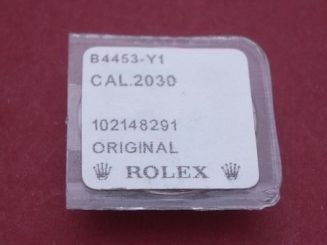 B4453-Y1
CAL.2030
102148291
ORIGINAL
ROLEX